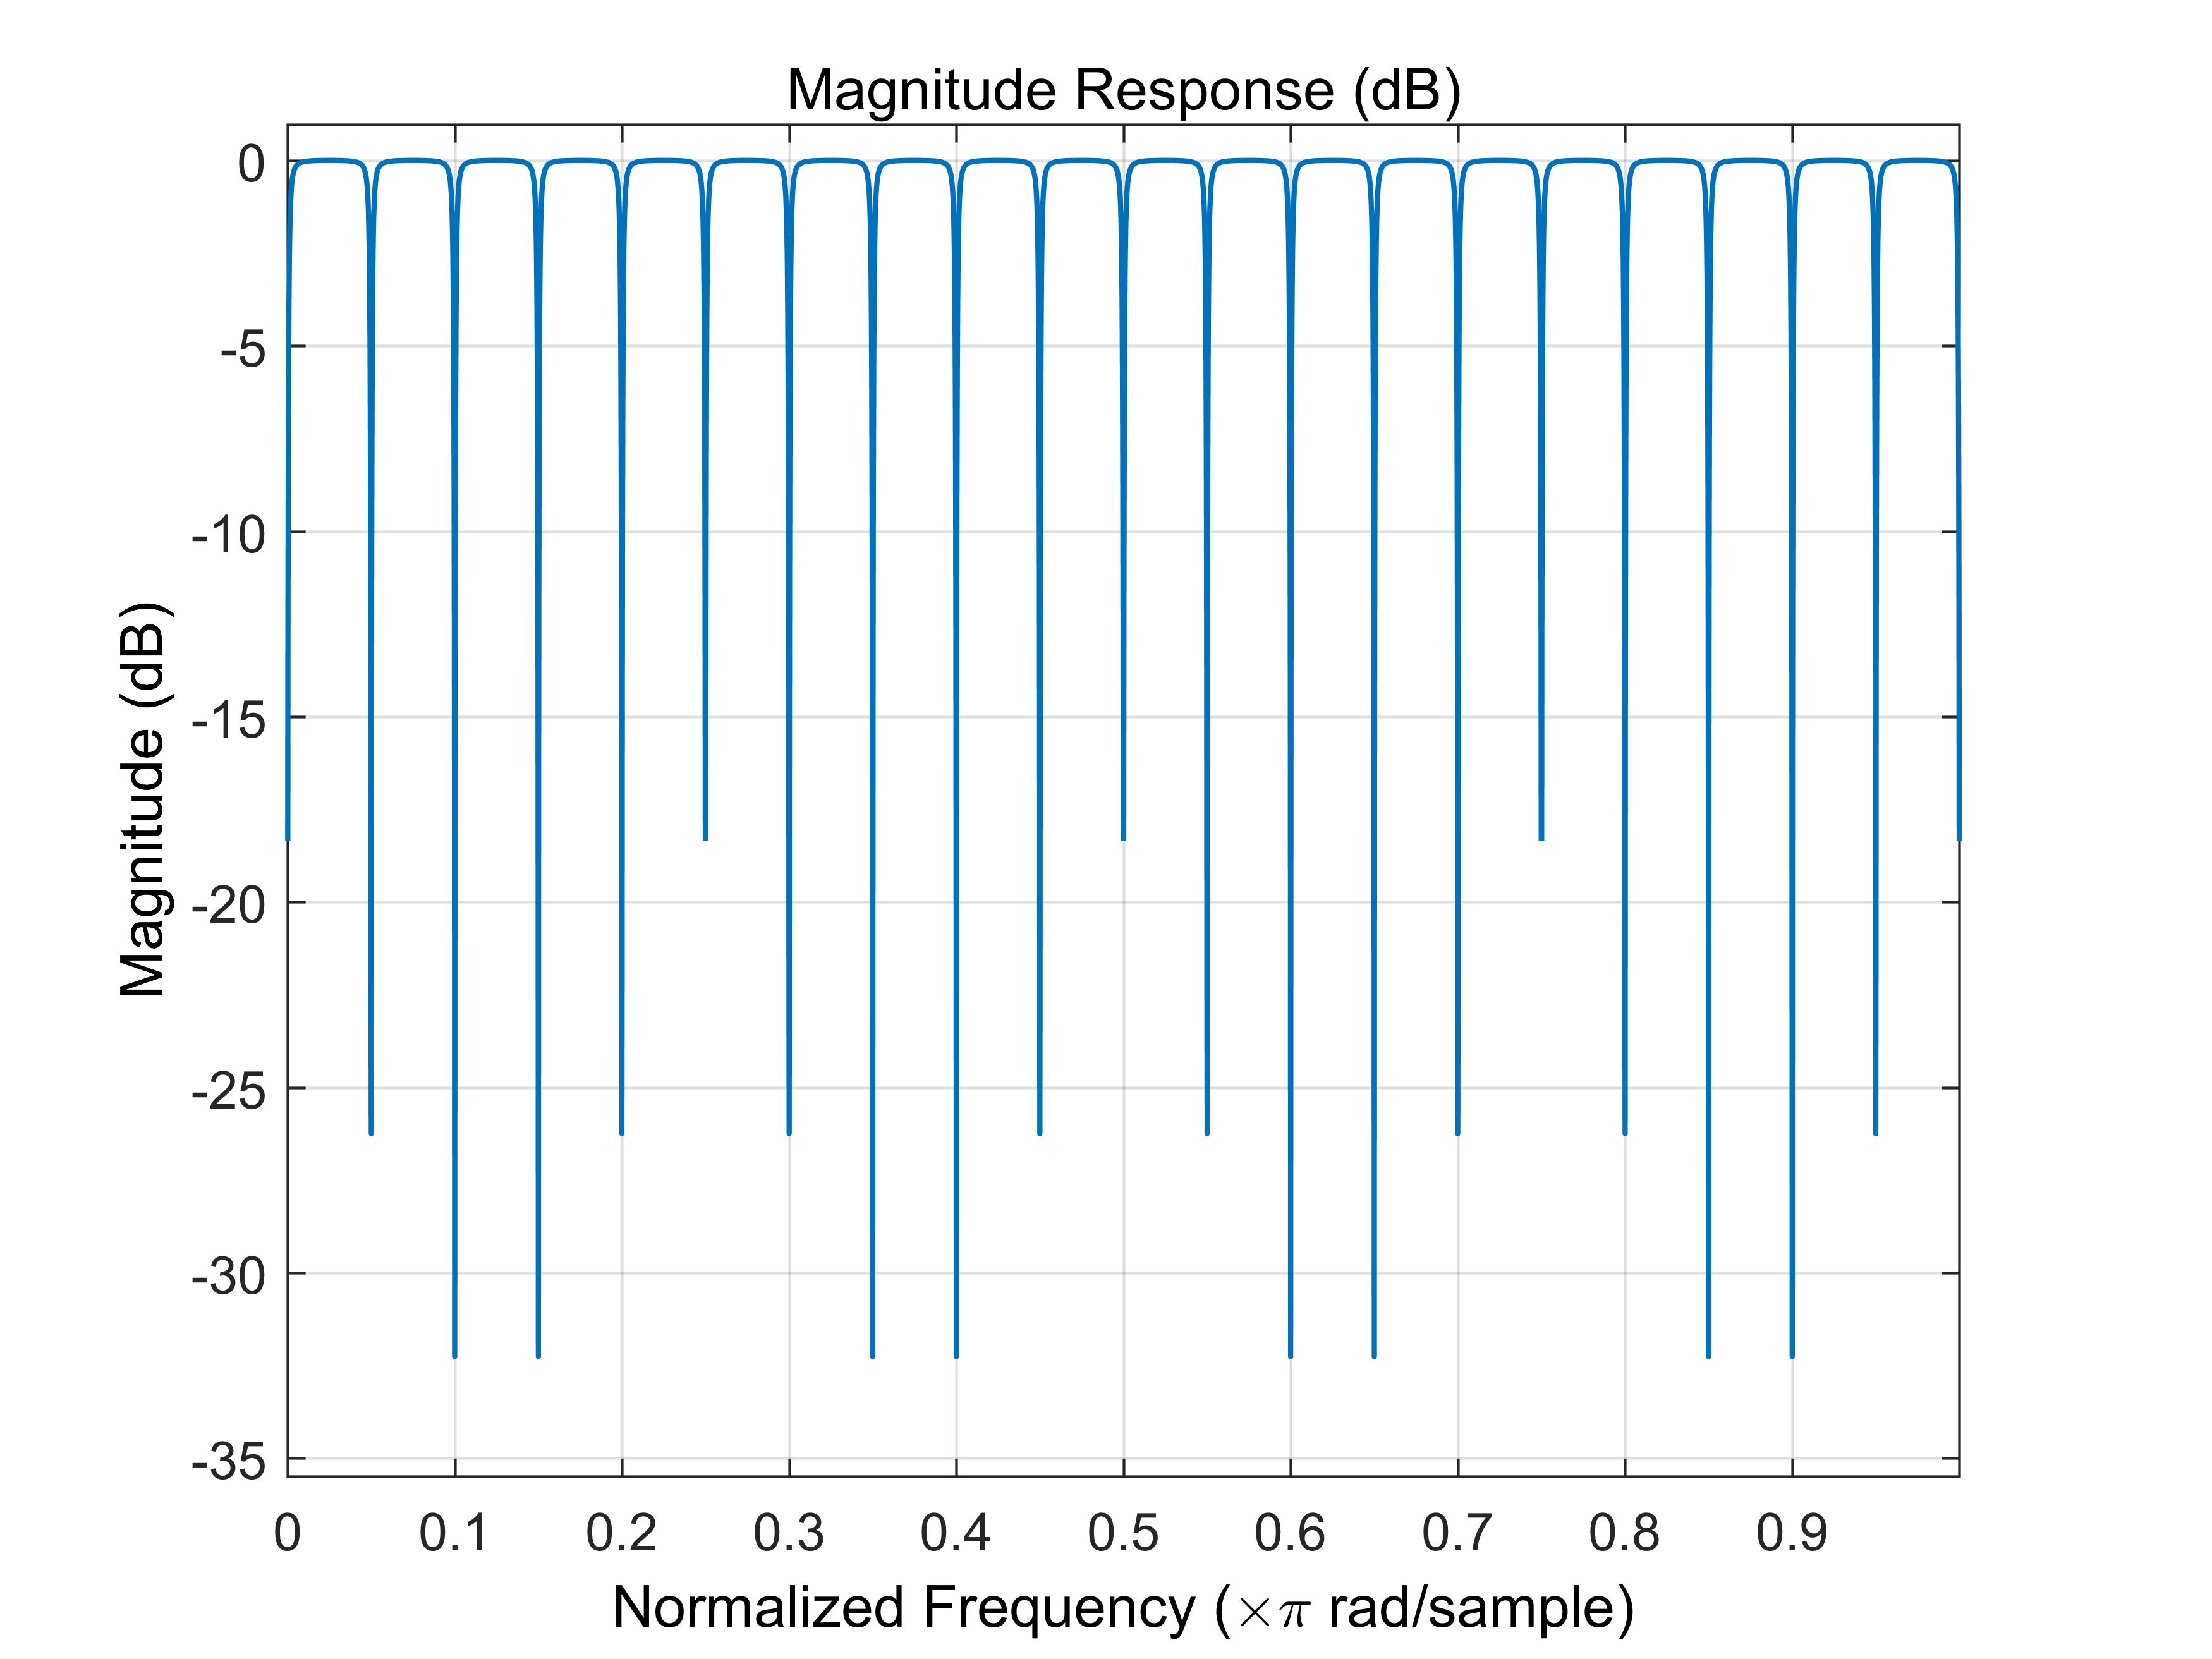 Magnitude Response (dB)
0
-5
-10
-15
-20
-25
-30
-35
Magnitude (dB)
0 0.1 0.2 0.3 0.4 0.5 0.6 0.7 0.8 0.9
Normalized Frequency (×π rad/sample)